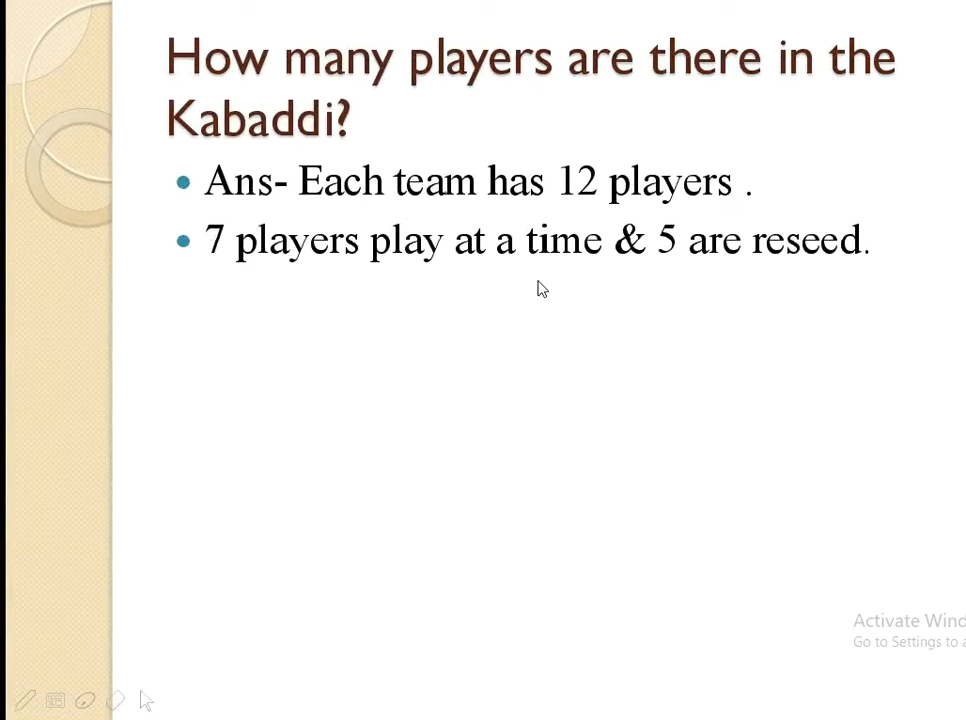 How many players are there in the
Kabaddi?
• Ans- Each team has 12 players .
• 7 players play at a time & 5 are reseed.
Activate Wind
Go to Settings to a